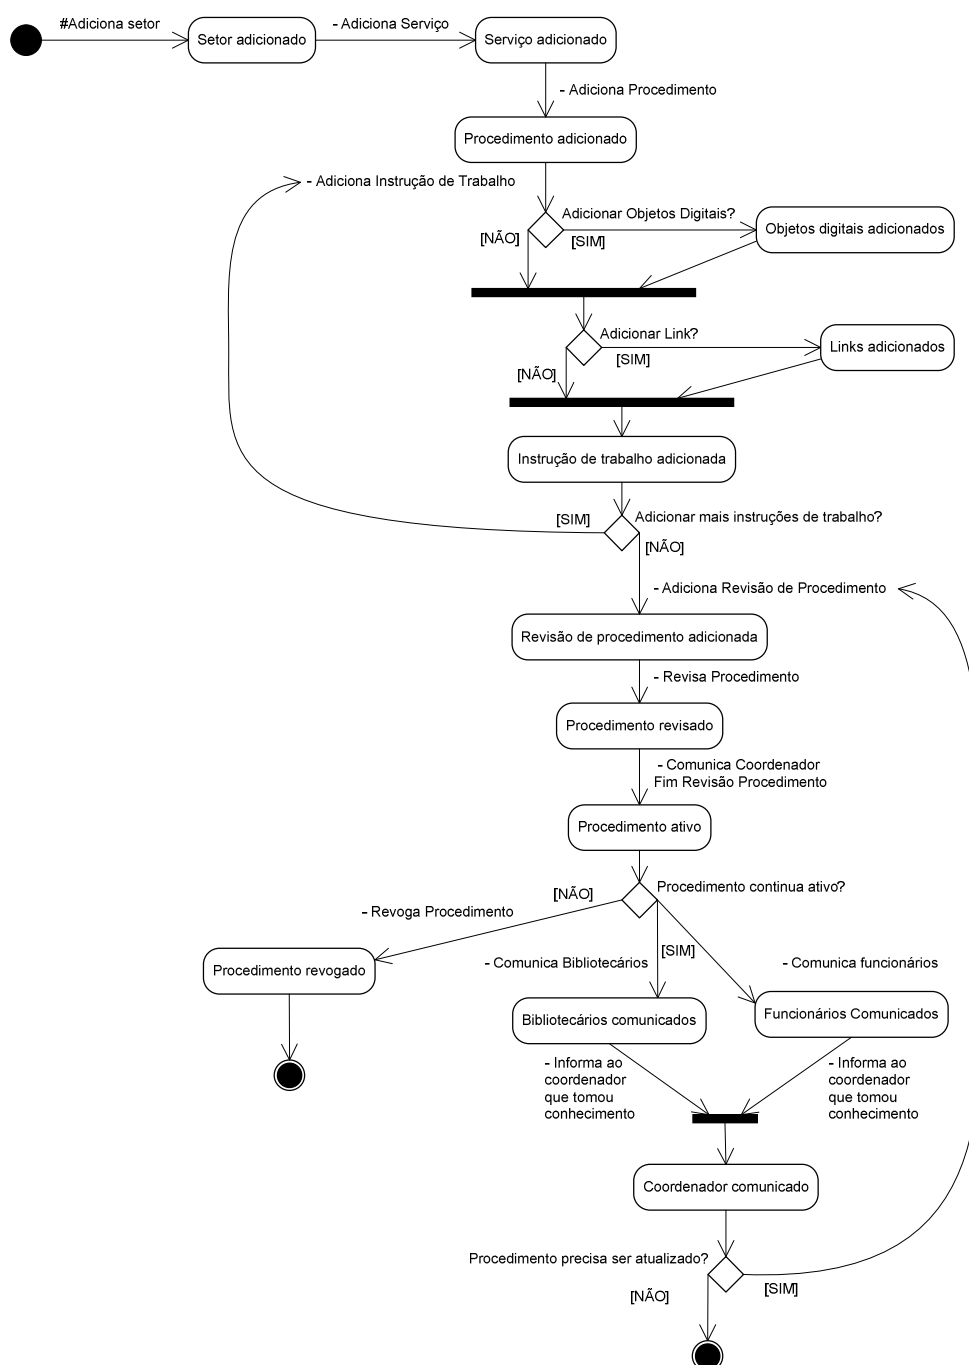 #Adiciona setor
Setor adicionado
- Adiciona Serviço
Serviço adicionado
- Adiciona Procedimento
Procedimento adicionado
- Adiciona Instrução de Trabalho
Adicionar Objetos Digitais?
[NÃO]
[SIM]
Objetos digitais adicionados
Adicionar Link?
[SIM]
[NÃO]
Links adicionados
Instrução de trabalho adicionada
[SIM]
Adicionar mais instruções de trabalho?
[NÃO]
- Adiciona Revisão de Procedimento
Revisão de procedimento adicionada
- Revisa Procedimento
Procedimento revisado
- Comunica Coordenador
Fim Revisão Procedimento
Procedimento ativo
Procedimento continua ativo?
[NÃO]
- Revoga Procedimento
[SIM]
Procedimento revogado
- Comunica Bibliotecários
- Comunica funcionários
Bibliotecários comunicados
Funcionários Comunicados
- Informa ao
coordenador
que tomou
conhecimento
- Informa ao
coordenador
que tomou
conhecimento
Coordenador comunicado
Procedimento precisa ser atualizado?
[NÃO]
[SIM]